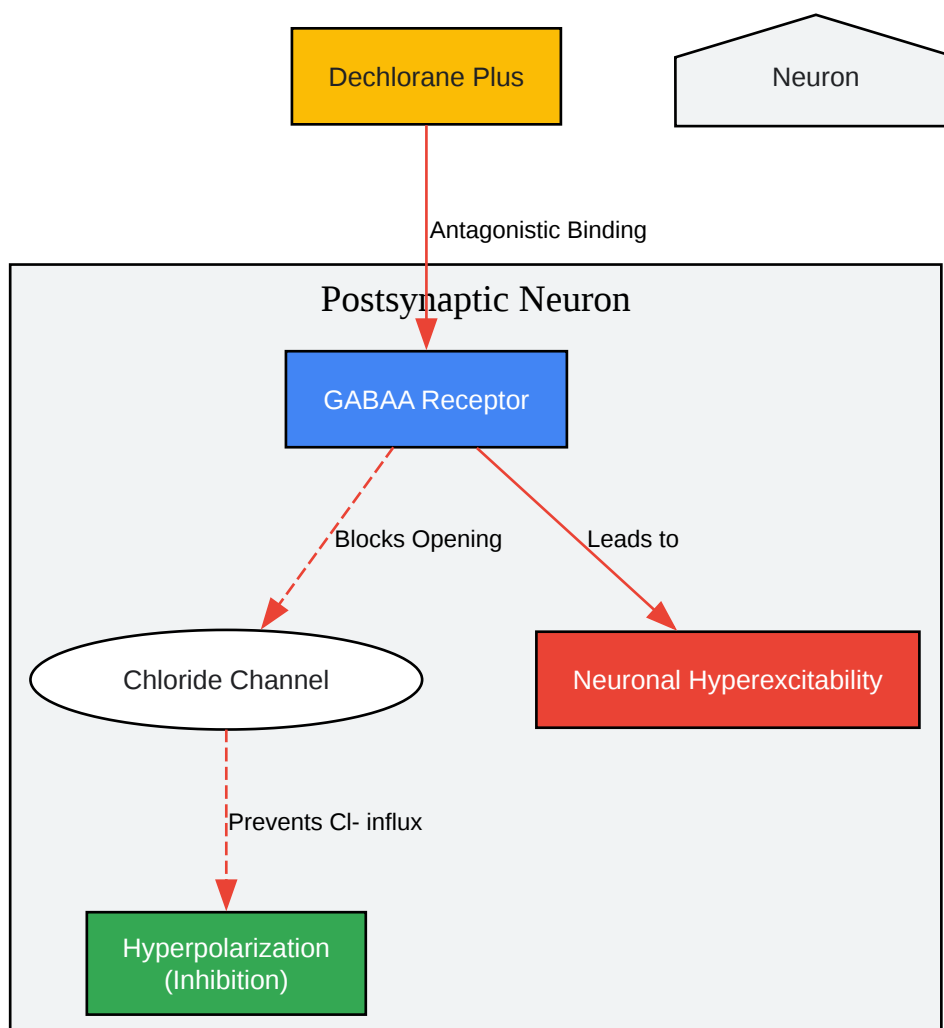 Dechlorane Plus
Neuron
Antagonistic Binding
Postsynaptic Neuron
GABAA Receptor
Blocks Opening
Leads to
Chloride Channel
Neuronal Hyperexcitability
Prevents Cl- influx
Hyperpolarization
(Inhibition)